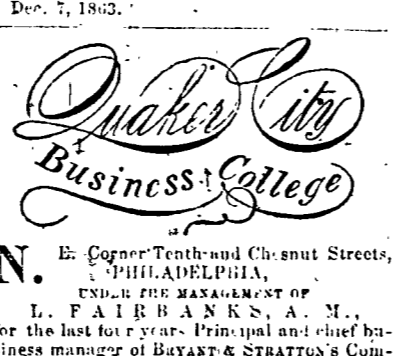 Dec. 7, 1863.
Quaker City
Business College
N. E. Corner Tenth and Chesnut Streets,
PHILADELPHIA,
UNDER THE MANAGEMENT OF
L. FAIRBANKS, A. M.,
or the last four years Principal and chief bu-
iness manager of BRYANT & STRATTON's Com-